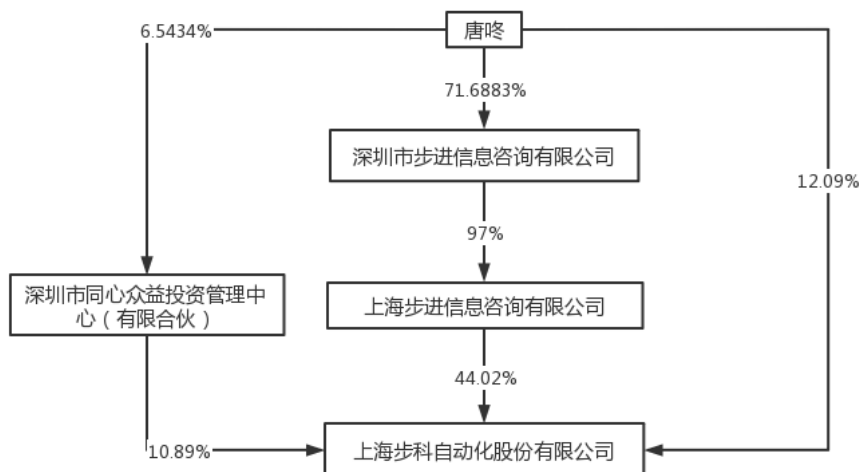 唐咚
6.5434%
71.6883%
深圳市步进信息咨询有限公司
12.09%
97%
深圳市同心众益投资管理中
心（有限合伙）
上海步进信息咨询有限公司
44.02%
10.89%
上海步科自动化股份有限公司